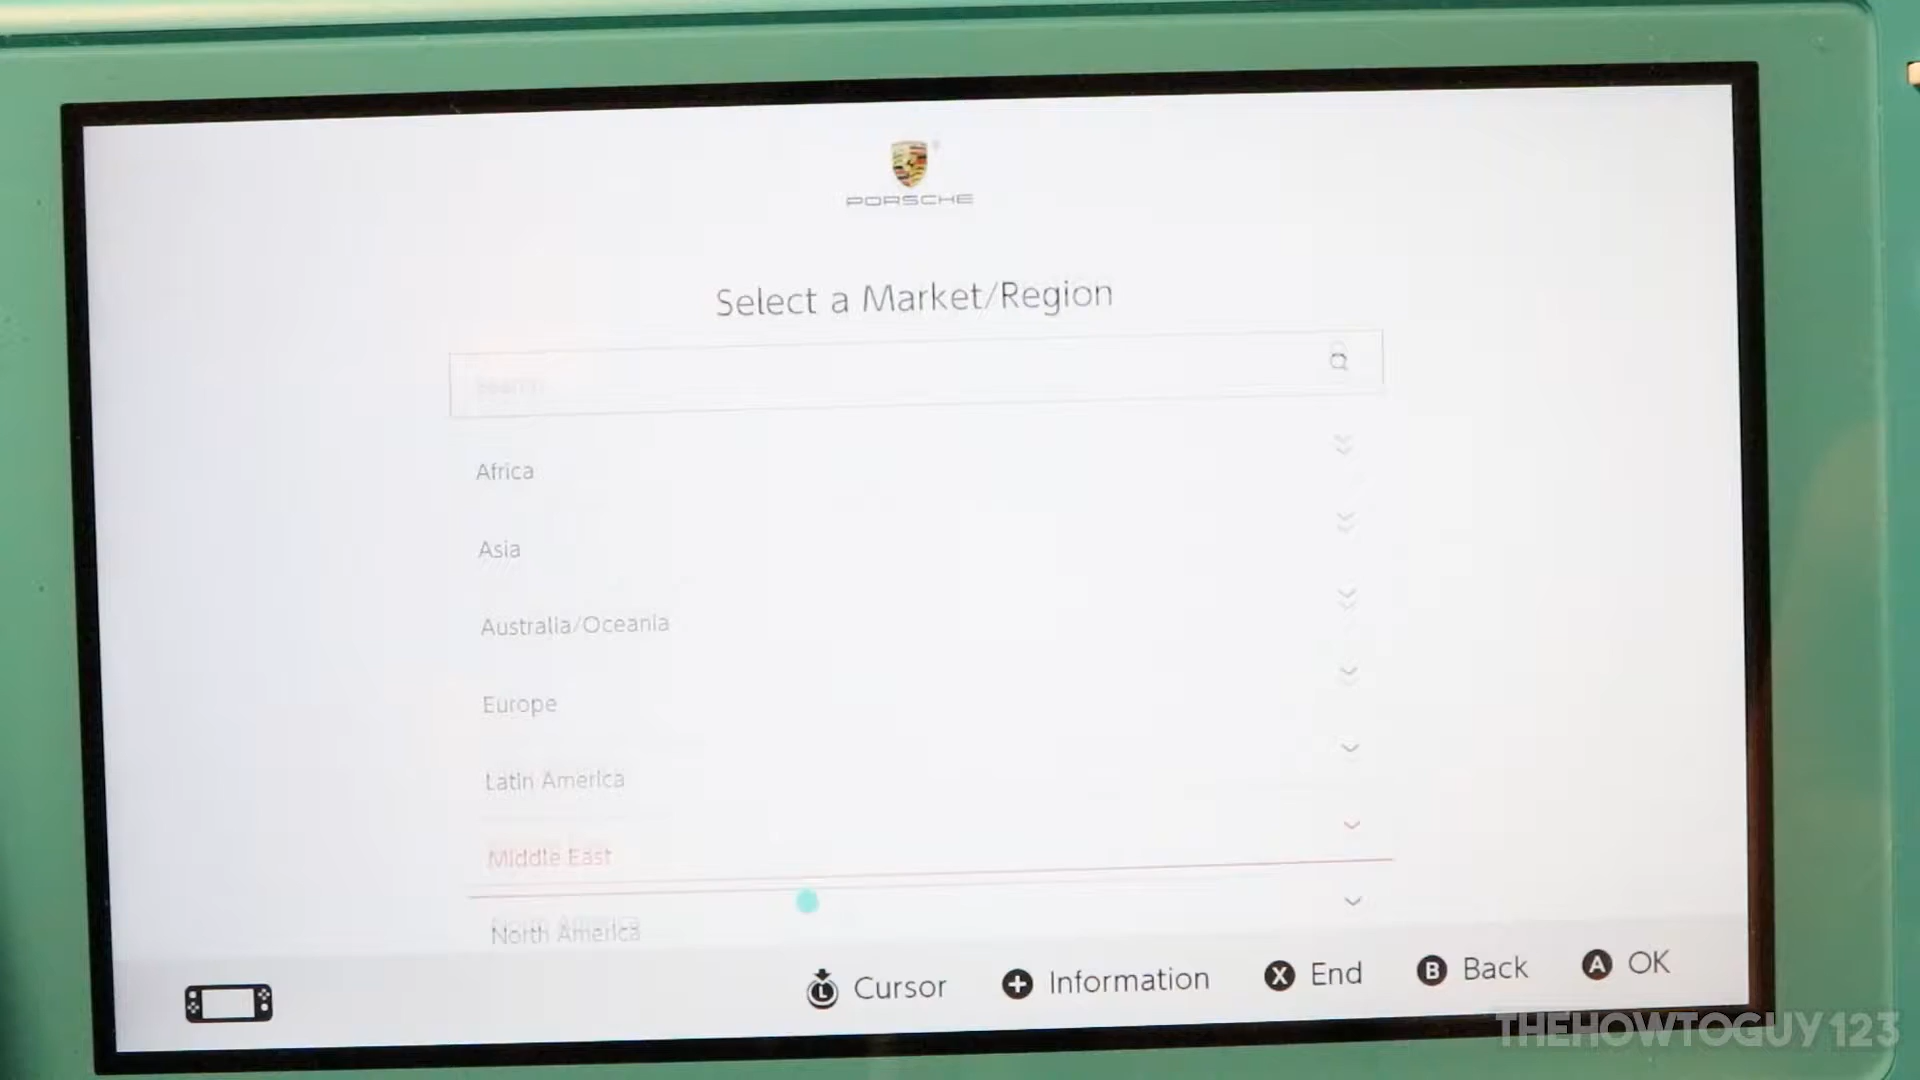 PORSCHE
Select a Market/Region
Search
Africa
Asia
Australia/Oceania
Europe
Latin America
Middle East
North America
Cursor
Information
X End
B Back
A OK
THEHOWTOGUY123